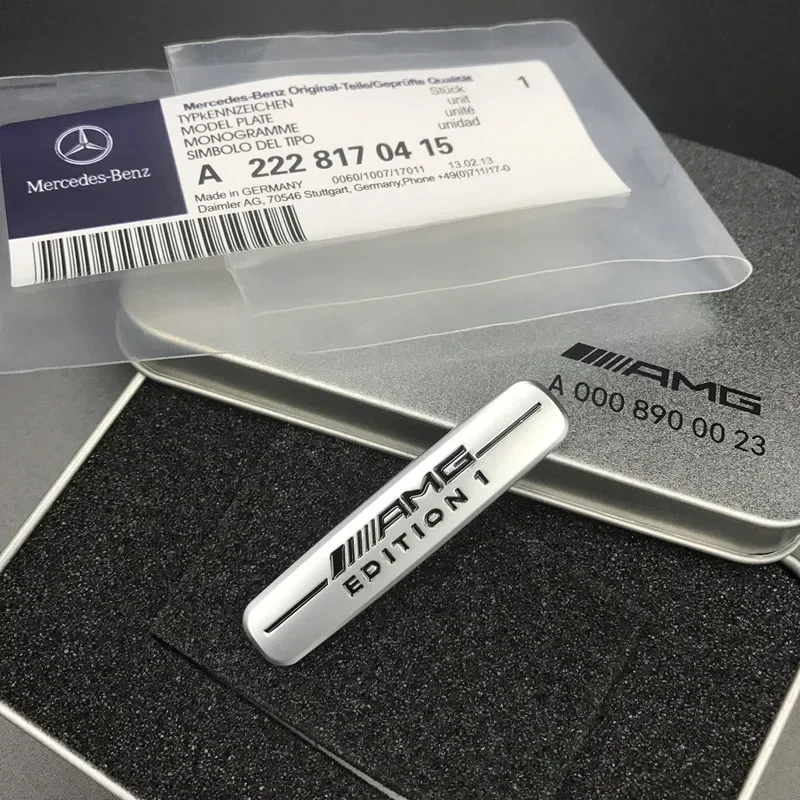 Mercedes-Benz Original-Teile/Geprüfte Qualität
TYPKENNZEICHEN
MODEL PLATE
MONOGRAMME
SIMBOLO DEL TIPO
Stück
unit
unité
unidad
1
A 222 817 04 15
Made in GERMANY 0060/1007/17011 13.02.13
Daimler AG, 70546 Stuttgart, Germany,Phone +49(0)711/17-0
Mercedes-Benz
AMG
A 000 890 00 23
AMG
EDITION 1